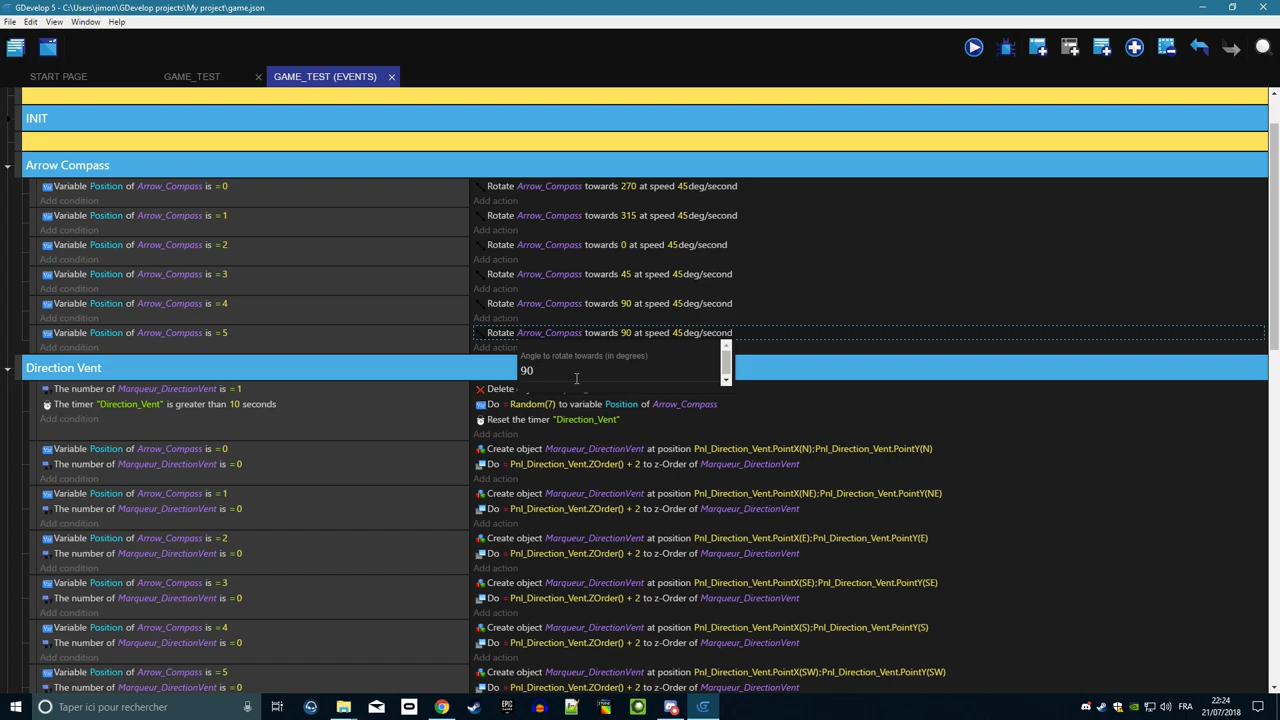 GDevelop 5 - C:\Users\jimon\GDevelop projects\My project\game.json
File Edit View Window Help
START PAGE GAME_TEST GAME_TEST (EVENTS)
INIT
Arrow Compass
Variable Position of Arrow_Compass is = 0 Rotate Arrow_Compass towards 270 at speed 45deg/second
Add condition Add action
Variable Position of Arrow_Compass is = 1 Rotate Arrow_Compass towards 315 at speed 45deg/second
Add condition Add action
Variable Position of Arrow_Compass is = 2 Rotate Arrow_Compass towards 0 at speed 45deg/second
Add condition Add action
Variable Position of Arrow_Compass is = 3 Rotate Arrow_Compass towards 45 at speed 45deg/second
Add condition Add action
Variable Position of Arrow_Compass is = 4 Rotate Arrow_Compass towards 90 at speed 45deg/second
Add condition Add action
Variable Position of Arrow_Compass is = 5 Rotate Arrow_Compass towards 90 at speed 45deg/second
Add condition Add action
Angle to rotate towards (in degrees)
90
Direction Vent
The number of Marqueur_DirectionVent is = 1 Delete
The timer "Direction_Vent" is greater than 10 seconds Do = Random(7) to variable Position of Arrow_Compass
Add condition Reset the timer "Direction_Vent"
Add action
Variable Position of Arrow_Compass is = 0 Create object Marqueur_DirectionVent at position Pnl_Direction_Vent.PointX(N);Pnl_Direction_Vent.PointY(N)
The number of Marqueur_DirectionVent is = 0 Do = Pnl_Direction_Vent.ZOrder() + 2 to z-Order of Marqueur_DirectionVent
Add condition Add action
Variable Position of Arrow_Compass is = 1 Create object Marqueur_DirectionVent at position Pnl_Direction_Vent.PointX(NE);Pnl_Direction_Vent.PointY(NE)
The number of Marqueur_DirectionVent is = 0 Do = Pnl_Direction_Vent.ZOrder() + 2 to z-Order of Marqueur_DirectionVent
Add condition Add action
Variable Position of Arrow_Compass is = 2 Create object Marqueur_DirectionVent at position Pnl_Direction_Vent.PointX(E);Pnl_Direction_Vent.PointY(E)
The number of Marqueur_DirectionVent is = 0 Do = Pnl_Direction_Vent.ZOrder() + 2 to z-Order of Marqueur_DirectionVent
Add condition Add action
Variable Position of Arrow_Compass is = 3 Create object Marqueur_DirectionVent at position Pnl_Direction_Vent.PointX(SE);Pnl_Direction_Vent.PointY(SE)
The number of Marqueur_DirectionVent is = 0 Do = Pnl_Direction_Vent.ZOrder() + 2 to z-Order of Marqueur_DirectionVent
Add condition Add action
Variable Position of Arrow_Compass is = 4 Create object Marqueur_DirectionVent at position Pnl_Direction_Vent.PointX(S);Pnl_Direction_Vent.PointY(S)
The number of Marqueur_DirectionVent is = 0 Do = Pnl_Direction_Vent.ZOrder() + 2 to z-Order of Marqueur_DirectionVent
Add condition Add action
Variable Position of Arrow_Compass is = 5 Create object Marqueur_DirectionVent at position Pnl_Direction_Vent.PointX(SW);Pnl_Direction_Vent.PointY(SW)
The number of Marqueur_DirectionVent is = 0 Do = Pnl_Direction_Vent.ZOrder() + 2 to z-Order of Marqueur_DirectionVent
Taper ici pour rechercher EPIC GAMES FRA 22:24
21/07/2018